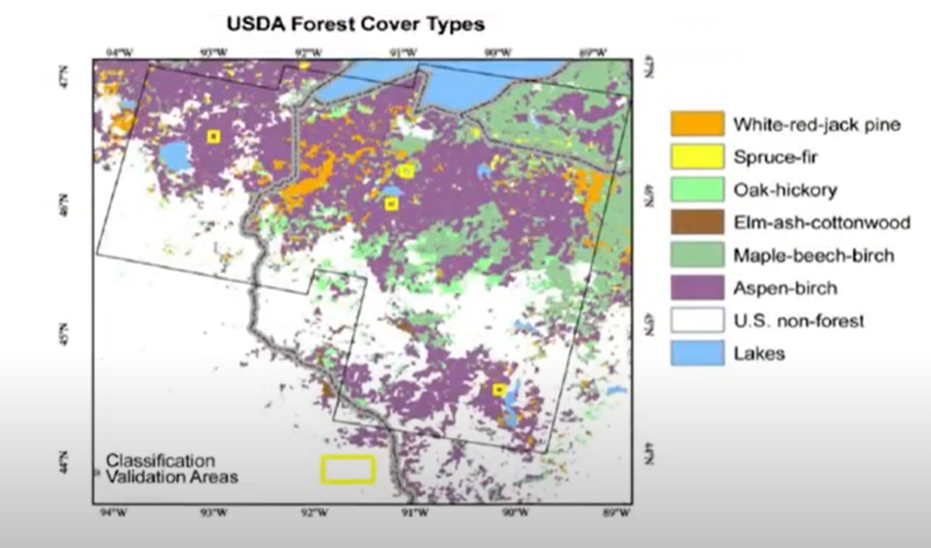 USDA Forest Cover Types
94°W 93°W 92°W 91°W 90°W 89°W
47°N 47°N
46°N 46°N
45°N 45°N
44°N 44°N
White-red-jack pine
Spruce-fir
Oak-hickory
Elm-ash-cottonwood
Maple-beech-birch
Aspen-birch
U.S. non-forest
Lakes
Classification
Validation Areas
94°W 93°W 92°W 91°W 90°W 89°W